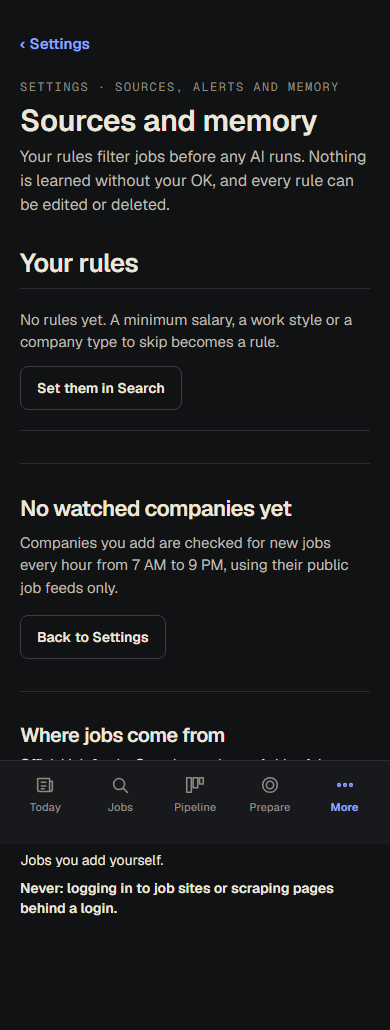 ‹ Settings
SETTINGS · SOURCES, ALERTS AND MEMORY
Sources and memory
Your rules filter jobs before any AI runs. Nothing
is learned without your OK, and every rule can
be edited or deleted.
Your rules
No rules yet. A minimum salary, a work style or a
company type to skip becomes a rule.
Set them in Search
No watched companies yet
Companies you add are checked for new jobs
every hour from 7 AM to 9 PM, using their public
job feeds only.
Back to Settings
Where jobs come from
Today
Jobs
Pipeline
Prepare
More
Jobs you add yourself.
Never: logging in to job sites or scraping pages
behind a login.